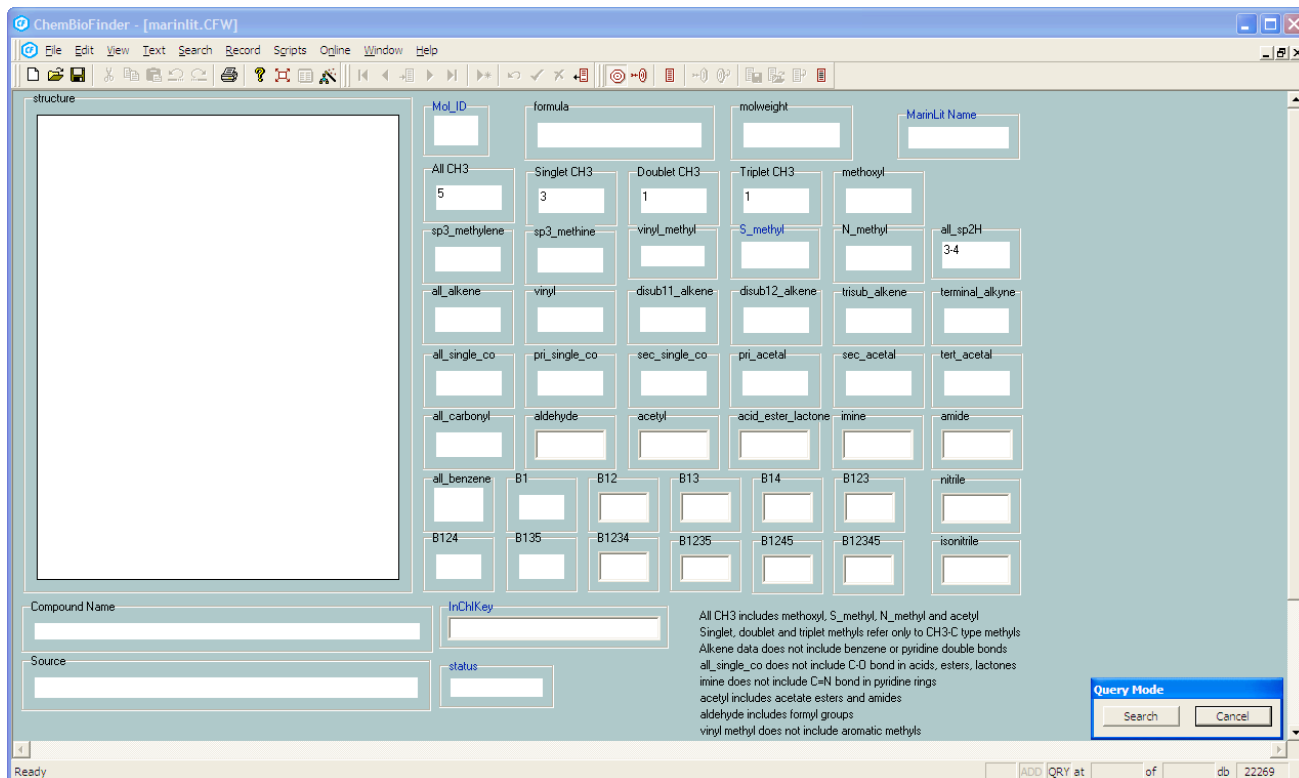 ChemBioFinder - [marinlit.CFW]
File Edit View Text Search Record Scripts Online Window Help
structure
Mol_ID formula molweight MarinLit Name
All CH3 Singlet CH3 Doublet CH3 Triplet CH3 methoxyl
5 3 1 1
sp3_methylene sp3_methine vinyl_methyl S_methyl N_methyl all_sp2H
3-4
all_alkene vinyl disub11_alkene disub12_alkene trisub_alkene terminal_alkyne
all_single_co pri_single_co sec_single_co pri_acetal sec_acetal tert_acetal
all_carbonyl aldehyde acetyl acid_ester_lactone imine amide
all_benzene B1 B12 B13 B14 B123 nitrile
B124 B135 B1234 B1235 B1245 B12345 isonitrile
Compound Name InChIKey
Source status
All CH3 includes methoxyl, S_methyl, N_methyl and acetyl
Singlet, doublet and triplet methyls refer only to CH3-C type methyls
Alkene data does not include benzene or pyridine double bonds
all_single_co does not include C-O bond in acids, esters, lactones
imine does not include C=N bond in pyridine rings
acetyl includes acetate esters and amides
aldehyde includes formyl groups
vinyl methyl does not include aromatic methyls
Query Mode
Search Cancel
Ready ADD QRY at of db 22269